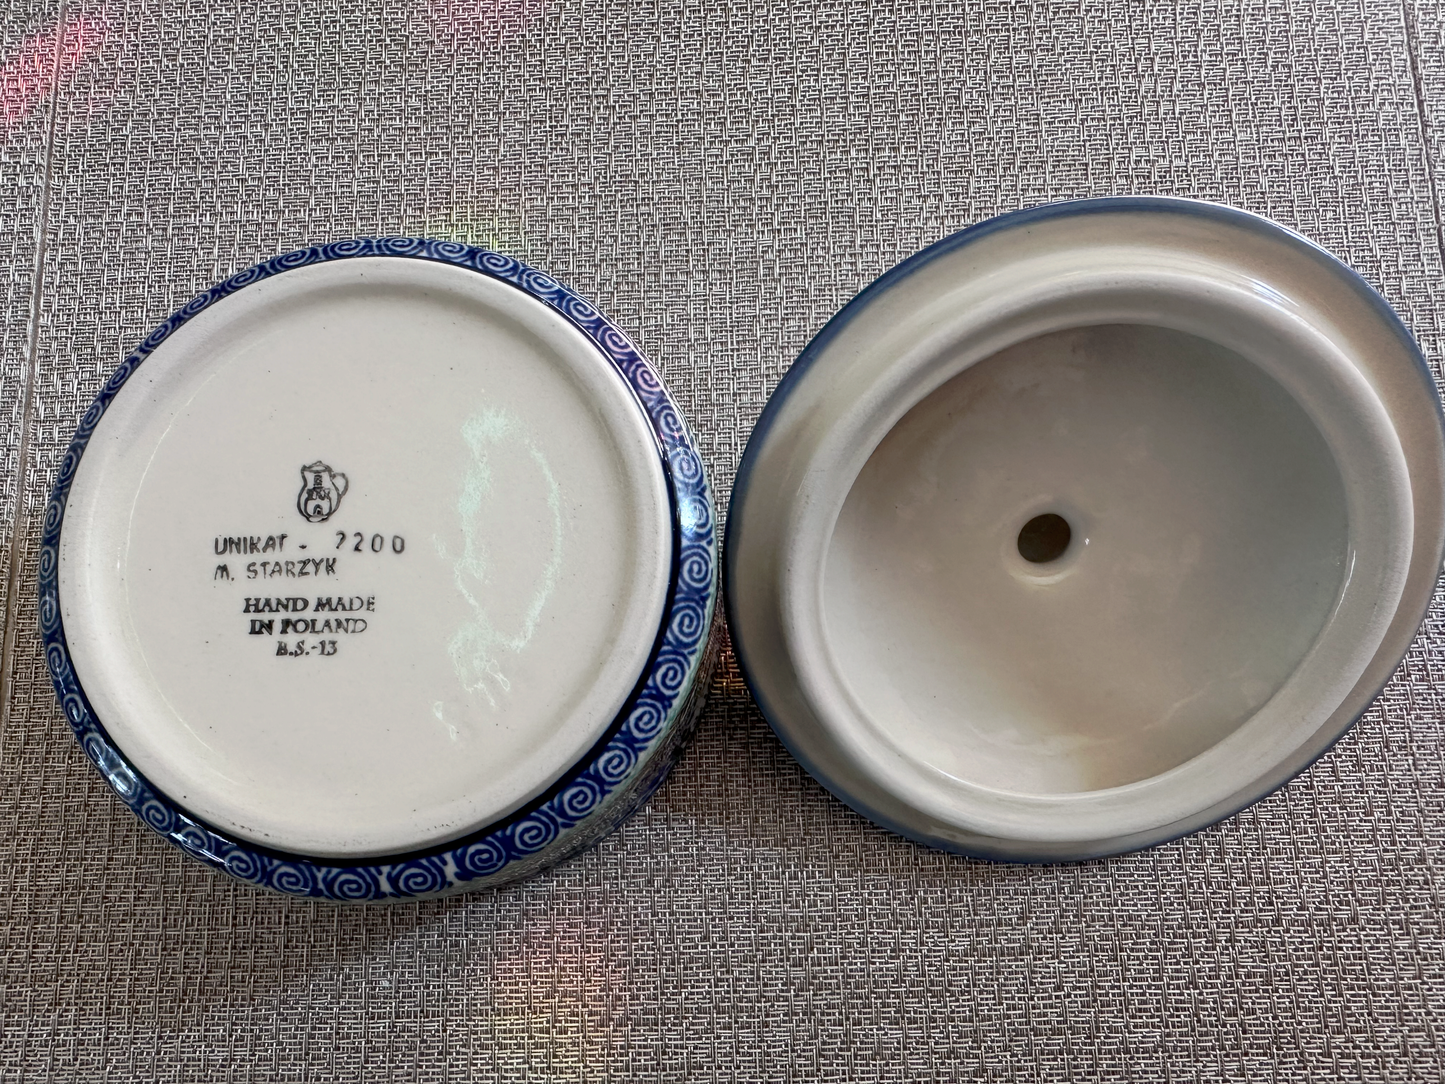 UNIKAT - 7200
M. STARZYK
HAND MADE
IN POLAND
B.S.-13